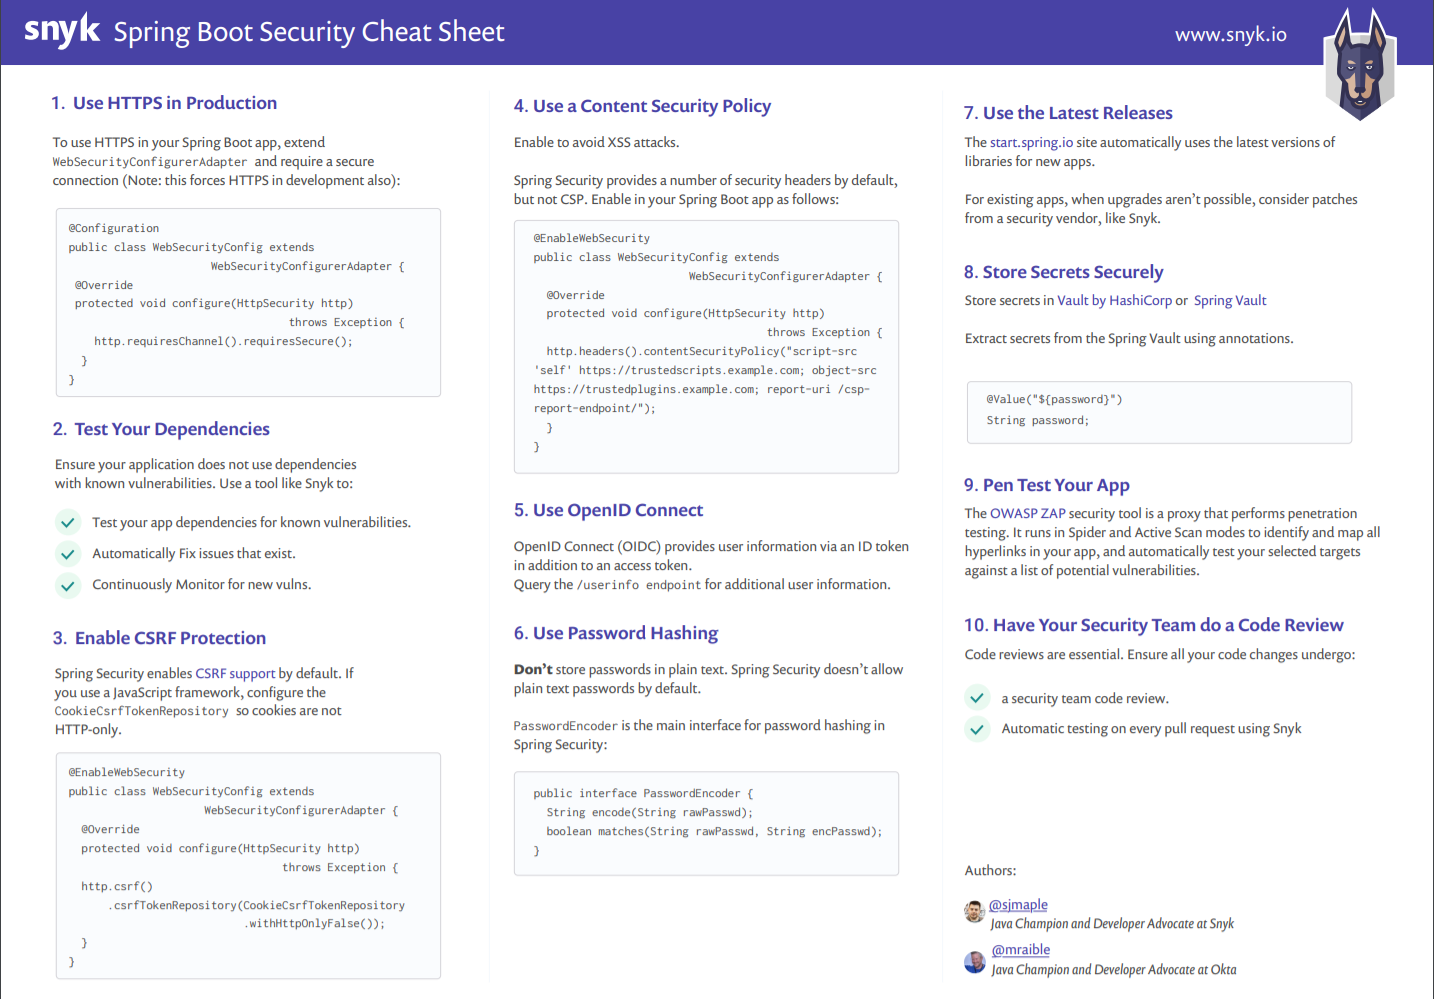 snyk Spring Boot Security Cheat Sheet
www.snyk.io
1. Use HTTPS in Production
To use HTTPS in your Spring Boot app, extend
WebSecurityConfigurerAdapter and require a secure
connection (Note: this forces HTTPS in development also):
@Configuration
public class WebSecurityConfig extends
WebSecurityConfigurerAdapter {
@Override
protected void configure(HttpSecurity http)
throws Exception {
http.requiresChannel().requiresSecure();
}
}
2. Test Your Dependencies
Ensure your application does not use dependencies
with known vulnerabilities. Use a tool like Snyk to:
Test your app dependencies for known vulnerabilities.
Automatically Fix issues that exist.
Continuously Monitor for new vulns.
3. Enable CSRF Protection
Spring Security enables CSRF support by default. If
you use a JavaScript framework, configure the
CookieCsrfTokenRepository so cookies are not
HTTP-only.
@EnableWebSecurity
public class WebSecurityConfig extends
WebSecurityConfigurerAdapter {
@Override
protected void configure(HttpSecurity http)
throws Exception {
http.csrf()
.csrfTokenRepository(CookieCsrfTokenRepository
.withHttpOnlyFalse());
}
}
4. Use a Content Security Policy
Enable to avoid XSS attacks.
Spring Security provides a number of security headers by default,
but not CSP. Enable in your Spring Boot app as follows:
@EnableWebSecurity
public class WebSecurityConfig extends
WebSecurityConfigurerAdapter {
@Override
protected void configure(HttpSecurity http)
throws Exception {
http.headers().contentSecurityPolicy("script-src
'self' https://trustedscripts.example.com; object-src
https://trustedplugins.example.com; report-uri /csp-
report-endpoint/");
}
}
5. Use OpenID Connect
OpenID Connect (OIDC) provides user information via an ID token
in addition to an access token.
Query the /userinfo endpoint for additional user information.
6. Use Password Hashing
Don't store passwords in plain text. Spring Security doesn't allow
plain text passwords by default.
PasswordEncoder is the main interface for password hashing in
Spring Security:
public interface PasswordEncoder {
String encode(String rawPasswd);
boolean matches(String rawPasswd, String encPasswd);
}
7. Use the Latest Releases
The start.spring.io site automatically uses the latest versions of
libraries for new apps.
For existing apps, when upgrades aren't possible, consider patches
from a security vendor, like Snyk.
8. Store Secrets Securely
Store secrets in Vault by HashiCorp or Spring Vault
Extract secrets from the Spring Vault using annotations.
@Value("${password}")
String password;
9. Pen Test Your App
The OWASP ZAP security tool is a proxy that performs penetration
testing. It runs in Spider and Active Scan modes to identify and map all
hyperlinks in your app, and automatically test your selected targets
against a list of potential vulnerabilities.
10. Have Your Security Team do a Code Review
Code reviews are essential. Ensure all your code changes undergo:
a security team code review.
Automatic testing on every pull request using Snyk
Authors:
@sjmaple
Java Champion and Developer Advocate at Snyk
@mraible
Java Champion and Developer Advocate at Okta